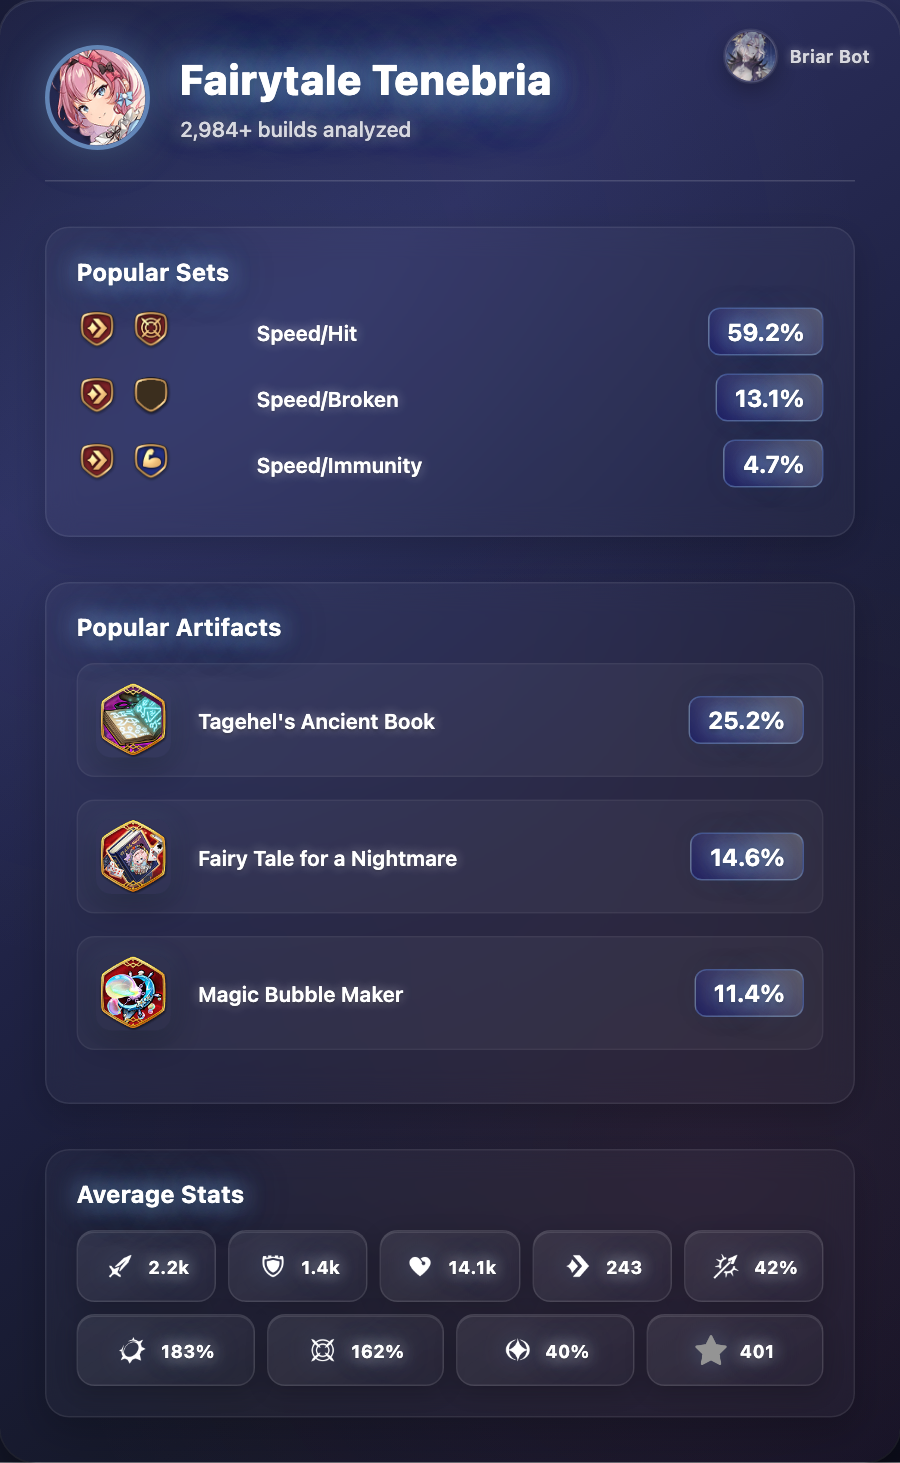 Fairytale Tenebria
2,984+ builds analyzed
Briar Bot
Popular Sets
Speed/Hit 59.2%
Speed/Broken 13.1%
Speed/Immunity 4.7%
Popular Artifacts
Tagehel's Ancient Book 25.2%
Fairy Tale for a Nightmare 14.6%
Magic Bubble Maker 11.4%
Average Stats
2.2k 1.4k 14.1k 243 42%
183% 162% 40% 401